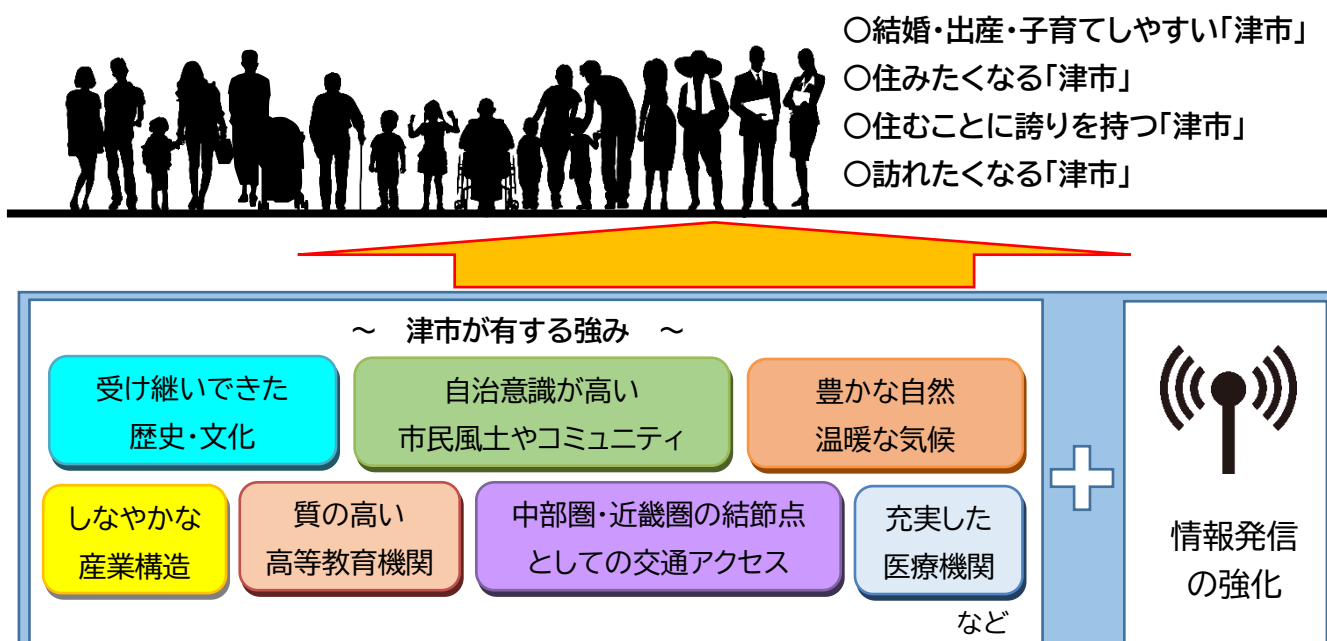 〇結婚・出産・子育てしやすい「津市」
〇住みたくなる「津市」
〇住むことに誇りを持つ「津市」
〇訪れたくなる「津市」
～　津市が有する強み　～
受け継いできた
歴史・文化
自治意識が高い
市民風土やコミュニティ
豊かな自然
温暖な気候
しなやかな
産業構造
質の高い
高等教育機関
中部圏・近畿圏の結節点
としての交通アクセス
充実した
医療機関
など
情報発信
の強化